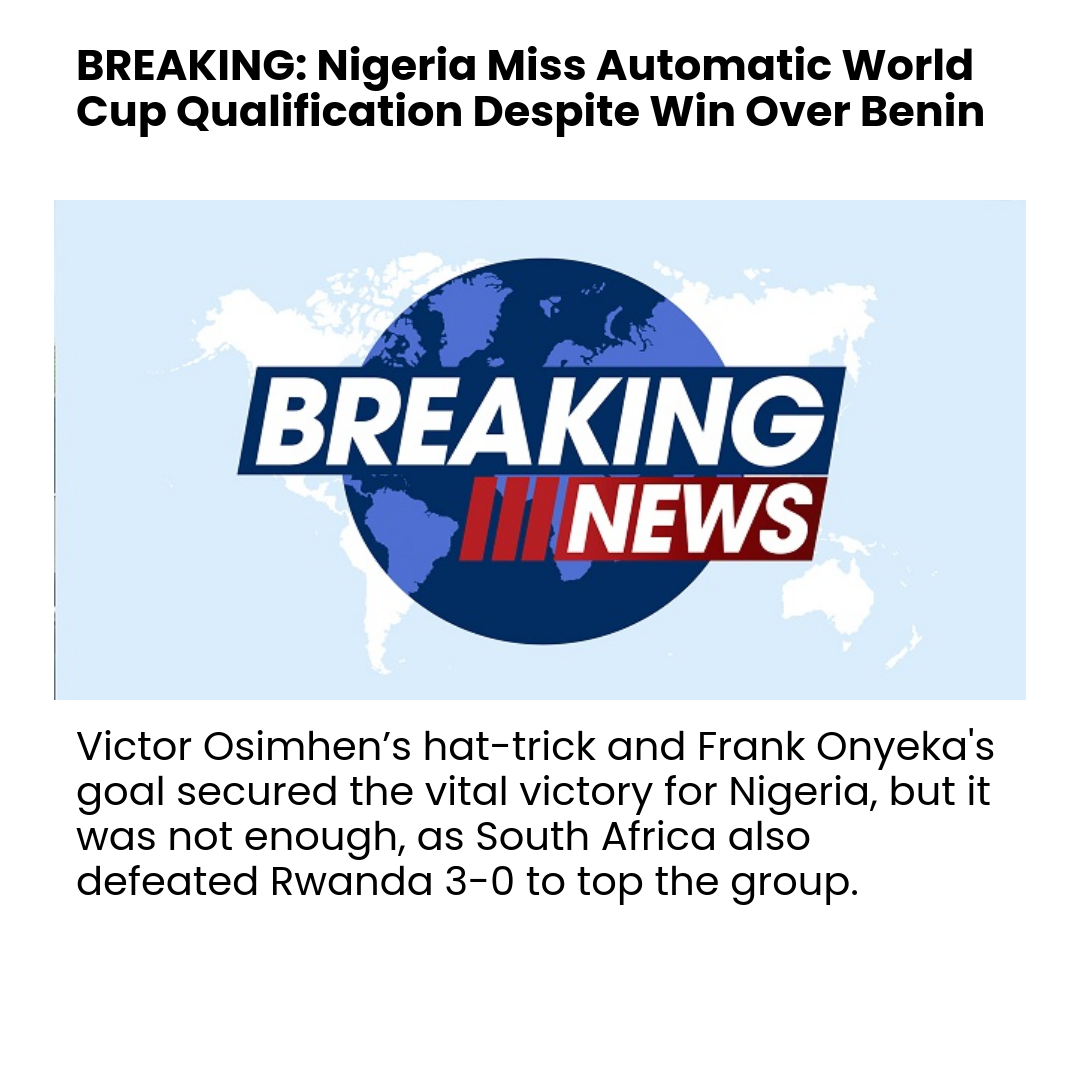 BREAKING: Nigeria Miss Automatic World
Cup Qualification Despite Win Over Benin
BREAKING
NEWS
Victor Osimhen’s hat-trick and Frank Onyeka's
goal secured the vital victory for Nigeria, but it
was not enough, as South Africa also
defeated Rwanda 3-0 to top the group.